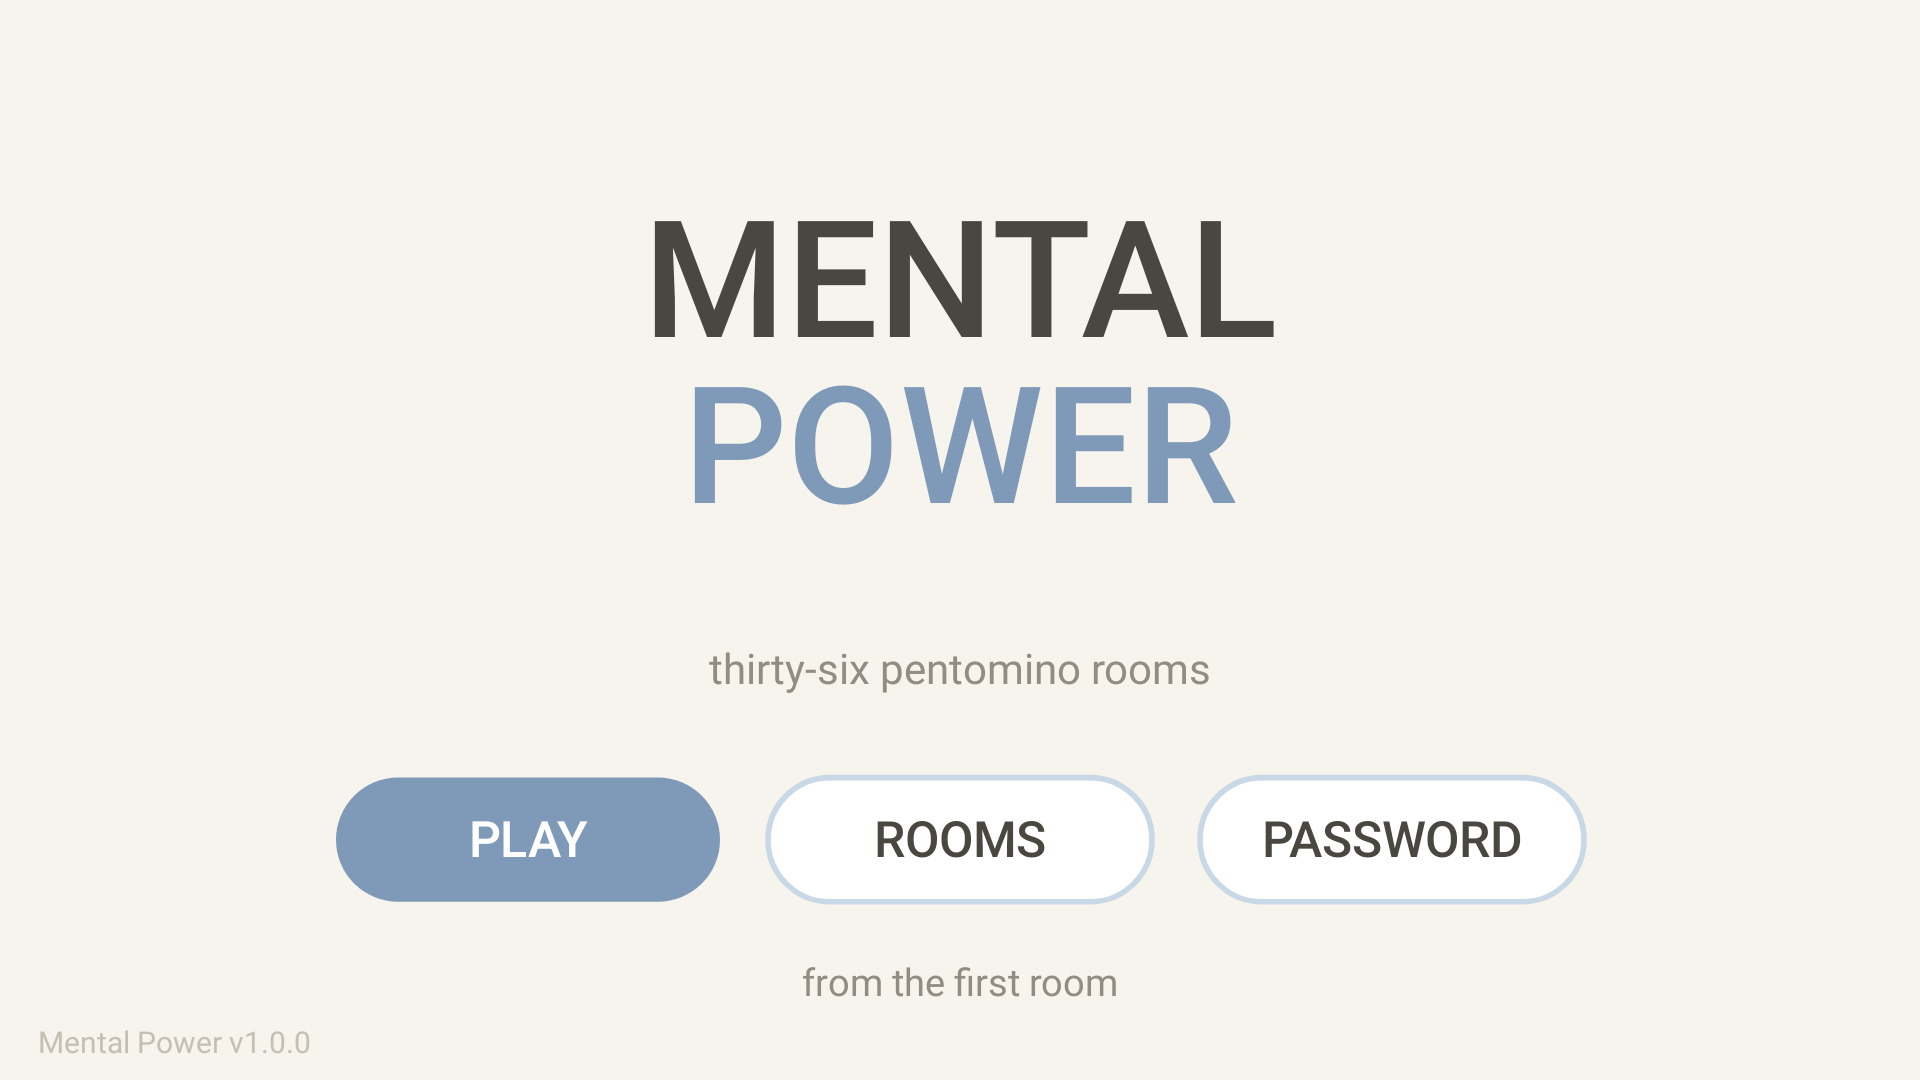 MENTAL
POWER
thirty-six pentomino rooms
PLAY
ROOMS
PASSWORD
from the first room
Mental Power v1.0.0